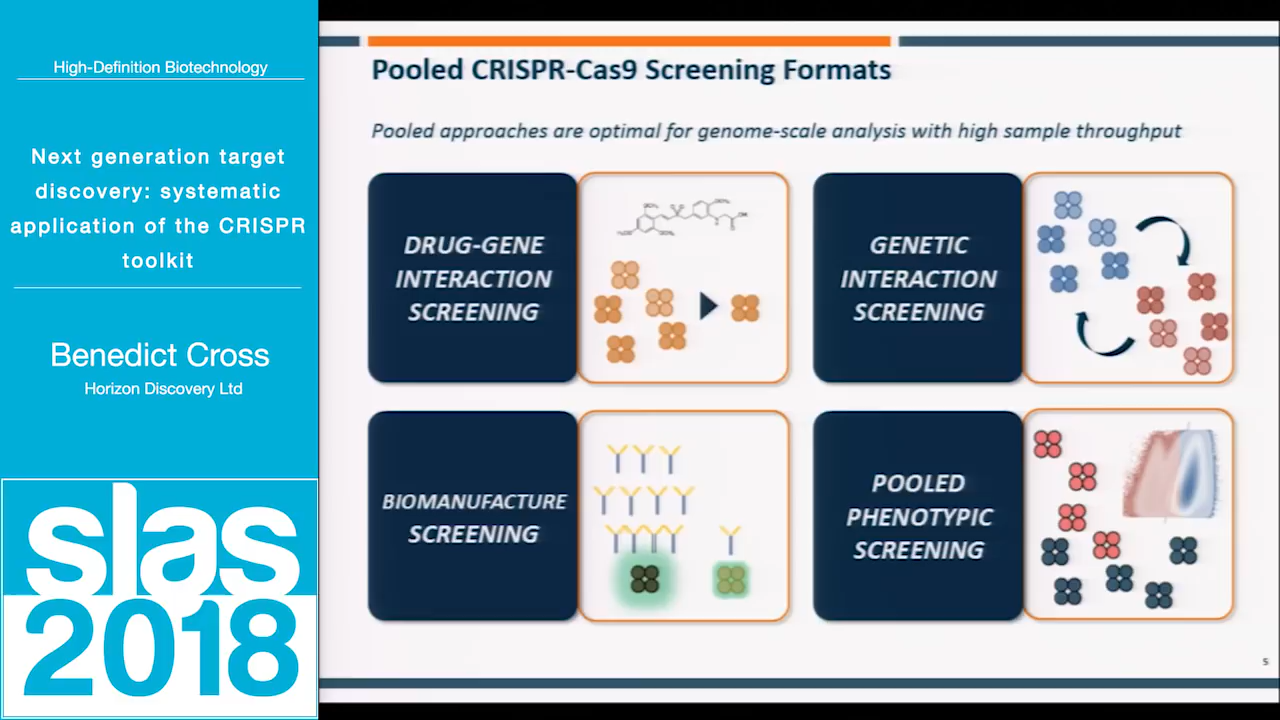 High-Definition Biotechnology
Next generation target
discovery: systematic
application of the CRISPR
toolkit
Benedict Cross
Horizon Discovery Ltd
slas
2018
Pooled CRISPR-Cas9 Screening Formats
Pooled approaches are optimal for genome-scale analysis with high sample throughput
DRUG-GENE
INTERACTION
SCREENING
GENETIC
INTERACTION
SCREENING
BIOMANUFACTURE
SCREENING
POOLED
PHENOTYPIC
SCREENING
5